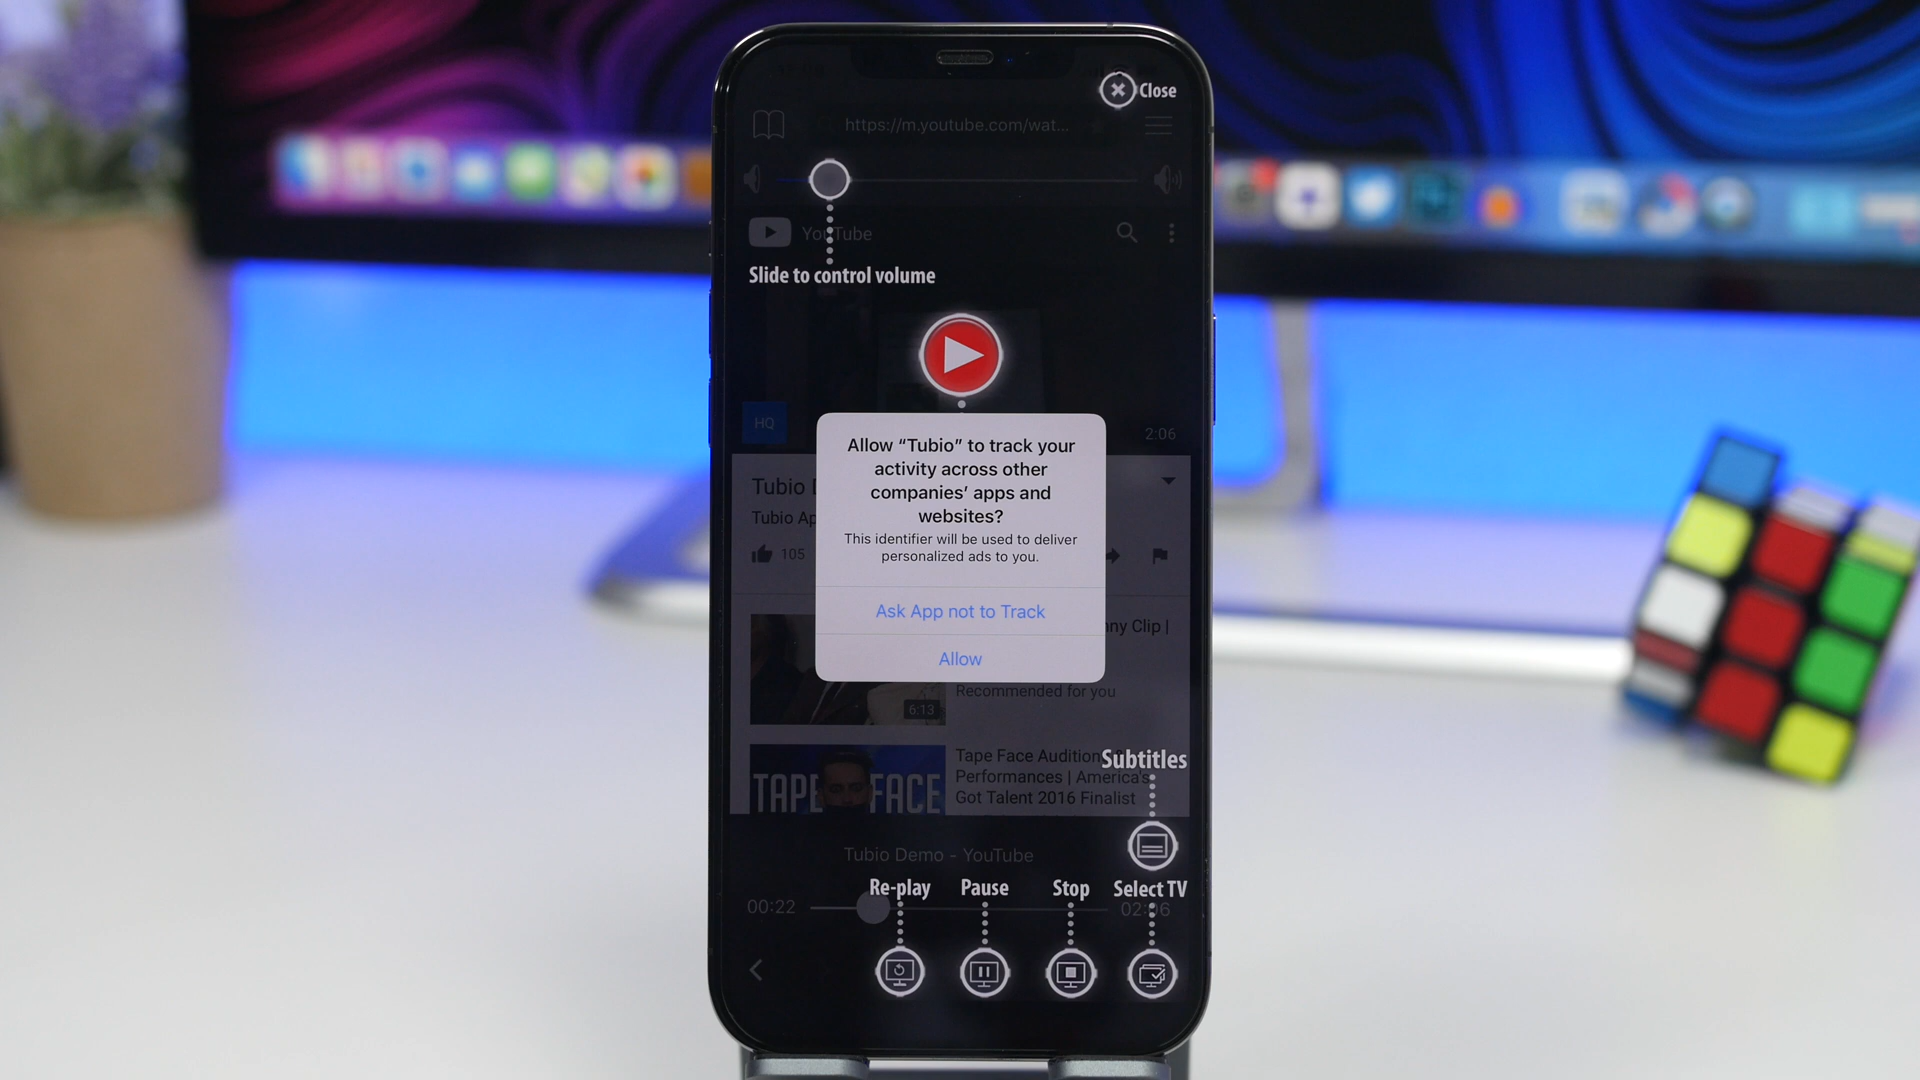 Close
https://m.youtube.com/wat...
YouTube
Slide to control volume
HQ
2:06
Allow “Tubio” to track your
activity across other
companies’ apps and
websites?
This identifier will be used to deliver
personalized ads to you.
Ask App not to Track
Allow
Tubio
Tubio Ap
105
nny Clip |
Recommended for you
6:13
TAPE FACE
Tape Face Audition
Performances | America's
Got Talent 2016 Finalist
Subtitles
Tubio Demo - YouTube
Re-play
Pause
Stop
Select TV
00:22
02:06